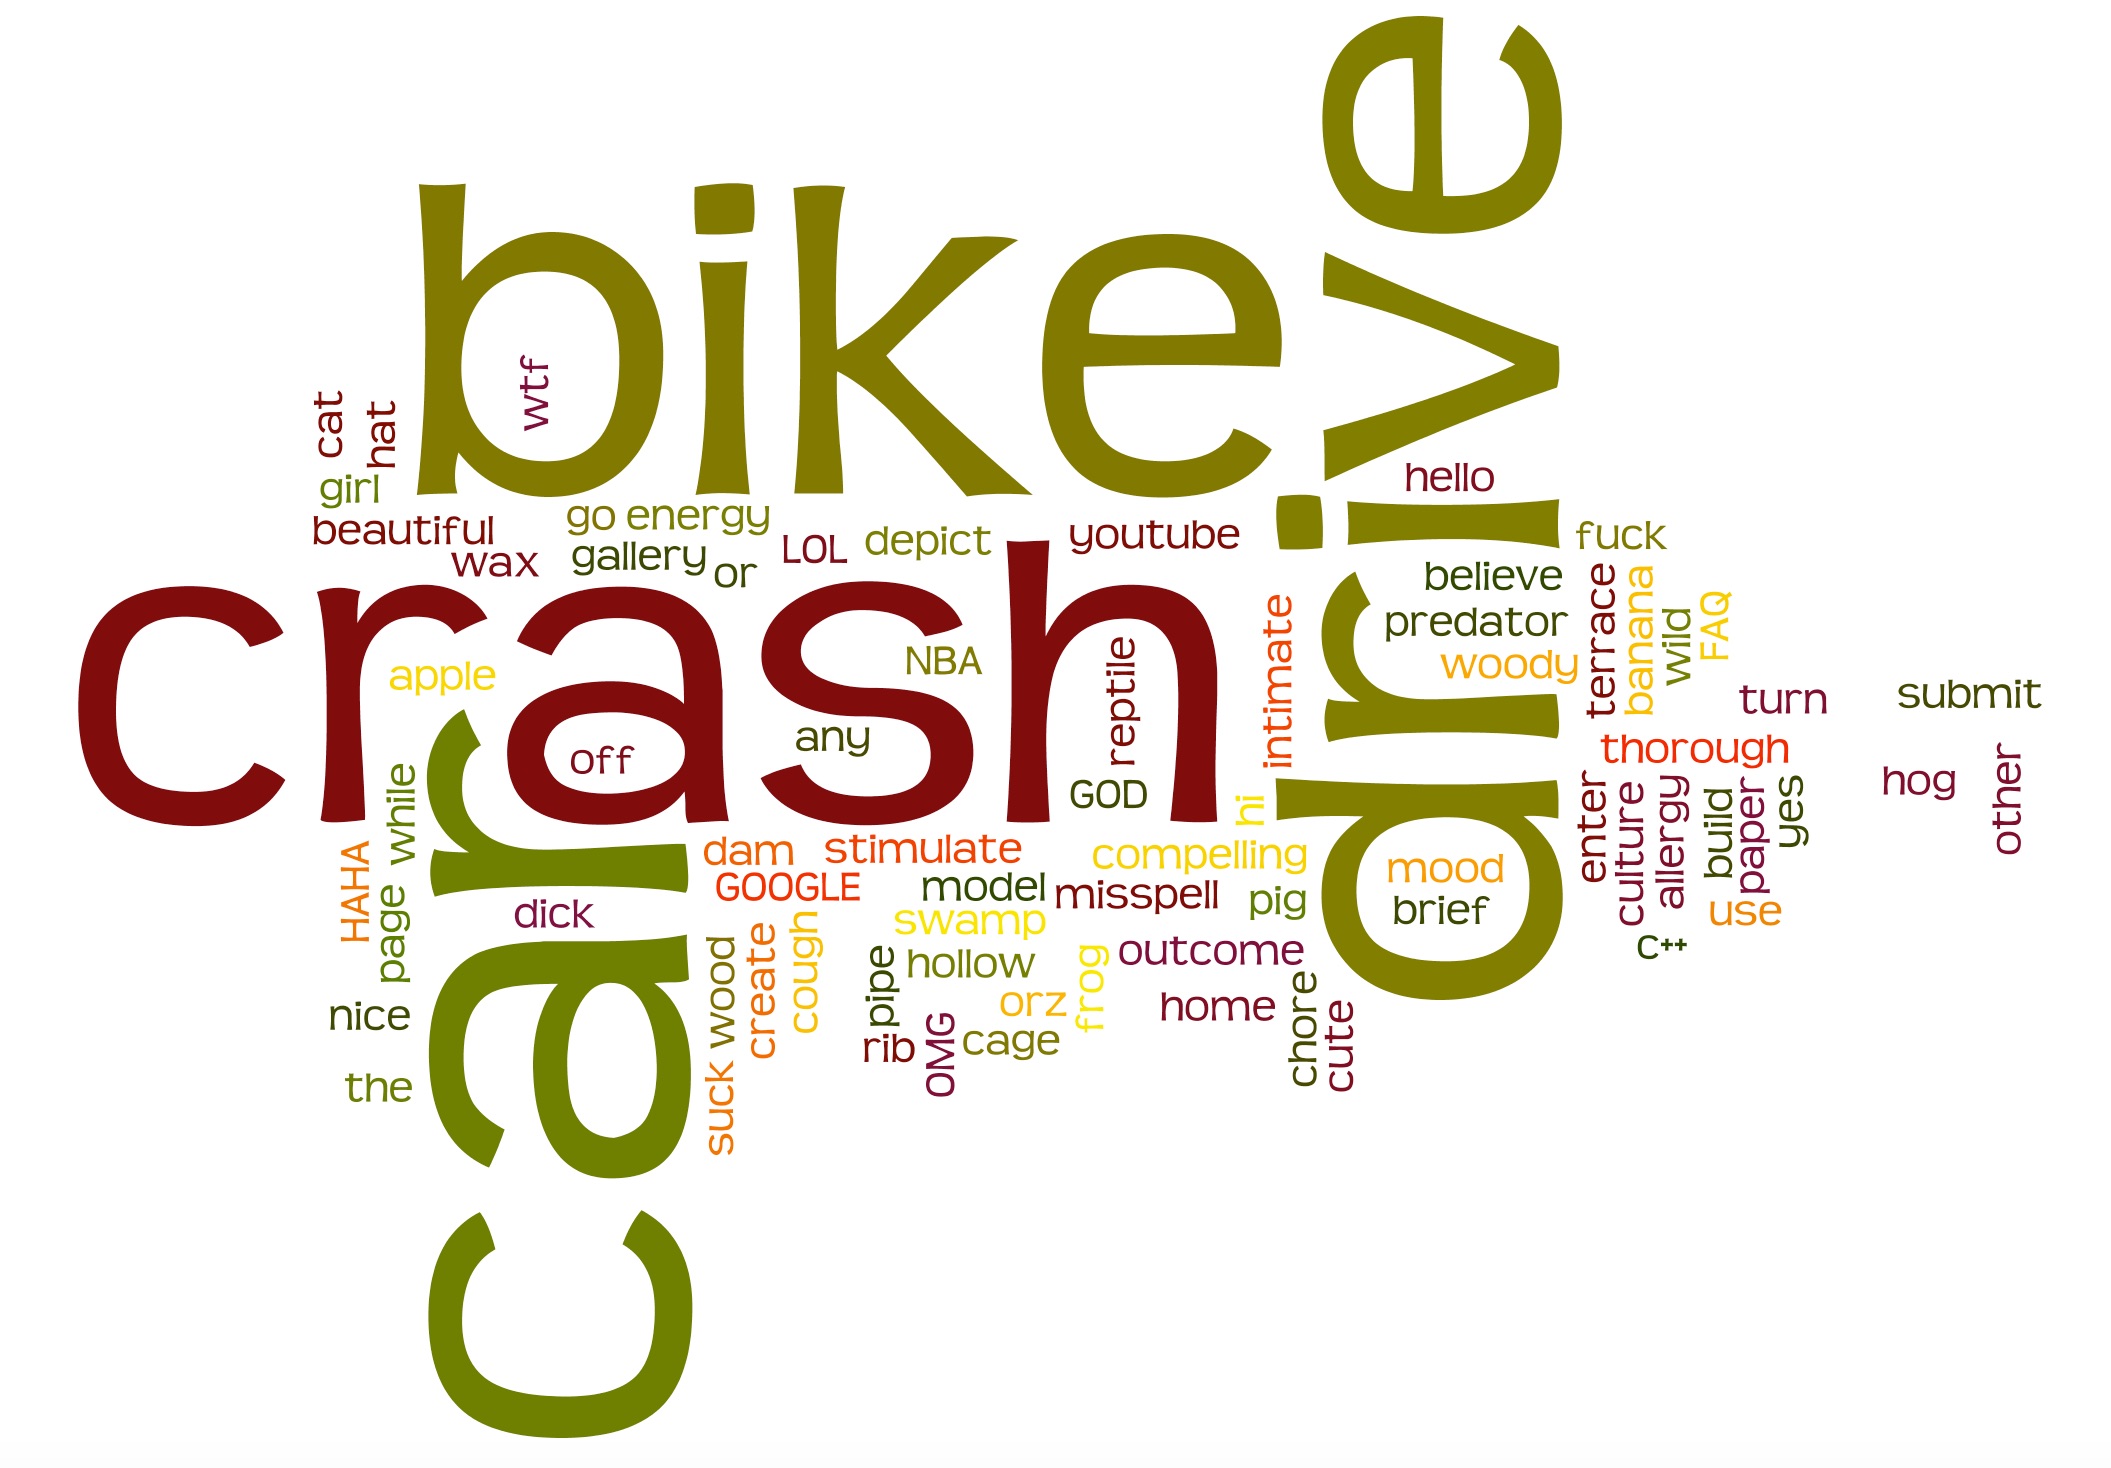 bike
drive
wtf
cat
hat
girl
hello
beautiful
go
energy
youtube
fuck
wax
gallery
or
LOL
depict
crash
believe
terrace
banana
wild
FAQ
predator
intimate
woody
apple
NBA
reptile
turn
submit
off
any
thorough
GOD
hi
while
car
enter
culture
allergy
build
paper
yes
hog
other
HAHA
page
dam
stimulate
compelling
mood
GOOGLE
model
misspell
pig
brief
use
dick
swamp
C++
nice
wood
create
cough
pipe
hollow
outcome
frog
orz
home
chore
cute
rib
OMG
cage
the
suck